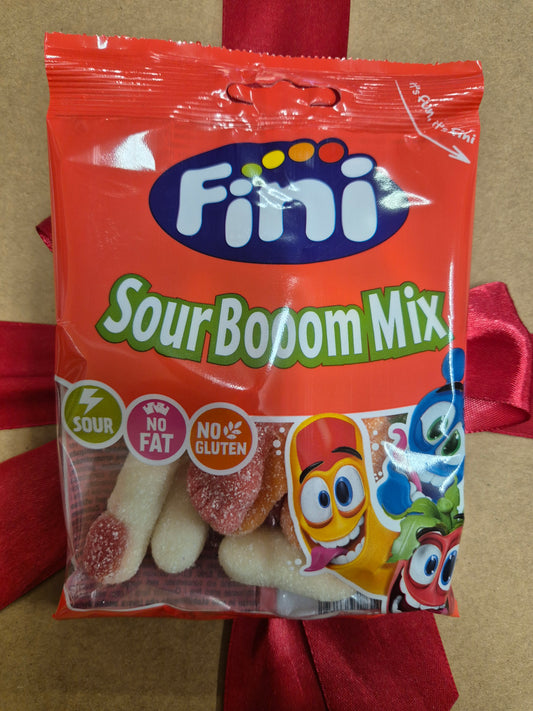 it's fun, it's Fini
Fini
Sour Booom Mix
SOUR
NO
FAT
NO
GLUTEN